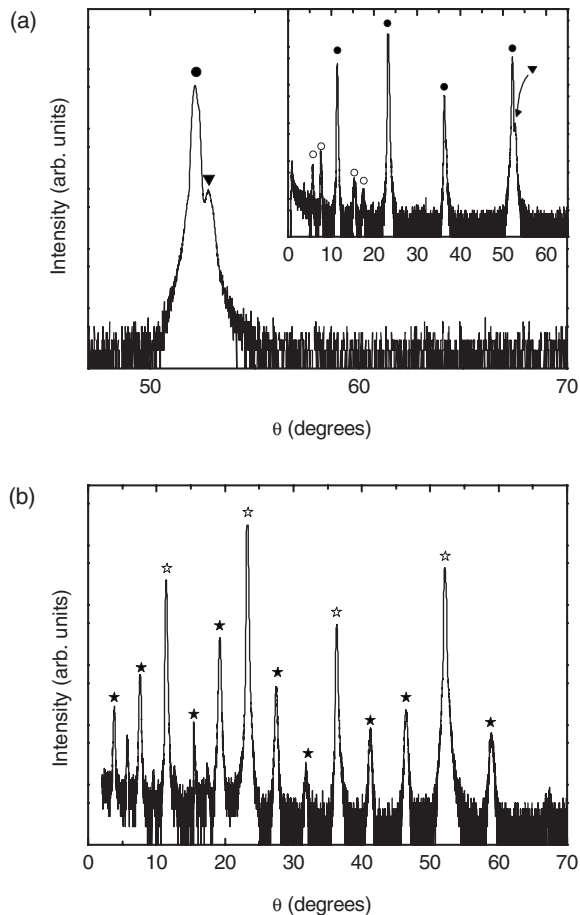 (a)
Intensity (arb. units)
0 10 20 30 40 50 60
50 60 70
θ (degrees)
(b)
Intensity (arb. units)
0 10 20 30 40 50 60 70
θ (degrees)